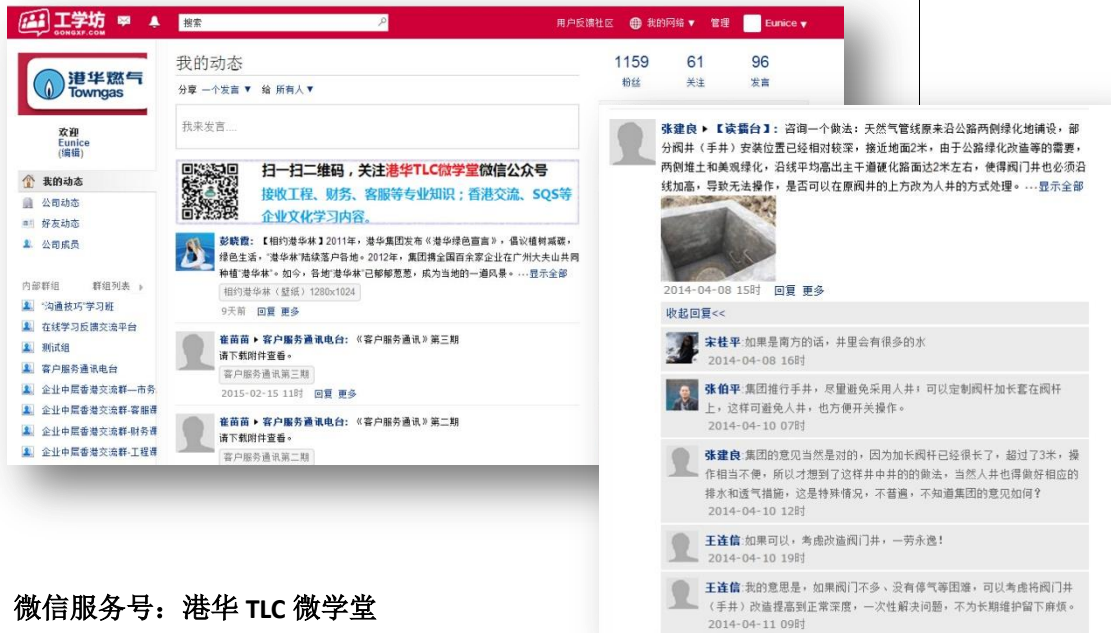 工学坊
GONGXF.COM
搜索
用户反馈社区 我的网络▼ 管理 Eunice▼
港华燃气
Towngas
欢迎
Eunice
(编辑)
我的动态
公司动态
好友动态
公司成员
内部群组 群组列表
“沟通技巧”学习班
在线学习反馈交流平台
测试组
客户服务通讯电台
企业中层香港交流群—市务
企业中层香港交流群-客服课
企业中层香港交流群-财务课
企业中层香港交流群-工程课
我的动态
分享 一个发言 ▼ 给 所有人▼
我来发言....
1159 61 96
粉丝 关注 发言
扫一扫二维码，关注港华TLC微学堂微信公众号
接收工程、财务、客服等专业知识；香港交流、SQS等
企业文化学习内容。
彭晓霞：【相约港华林】2011年，港华集团发布《港华绿色宣言》，倡议植树减碳，
绿色生活，“港华林”陆续落户各地。2012年，集团携全国百余家企业在广州大夫山共同
种植“港华林”。如今，各地“港华林”已郁郁葱葱，成为当地的一道风景。...显示全部
相约港华林（壁纸）1280x1024
9天前 回复 更多
崔苗苗 ▸ 客户服务通讯电台：《客户服务通讯》第三期
请下载附件查看。
客户服务通讯第三期
2015-02-15 11时 回复 更多
崔苗苗 ▸ 客户服务通讯电台：《客户服务通讯》第二期
请下载附件查看。
客户服务通讯第二期
张建良 ▸ 【读擂台】：咨询一个做法：天然气管线原来沿公路两侧绿化地铺设，部
分阀井（手井）安装位置已经相对较深，接近地面2米，由于公路绿化改造等的需要，
两侧堆土和美观绿化，沿线平均高出主干道硬化路面达2米左右，使得阀门井也必须沿
线加高，导致无法操作，是否可以在原阀井的上方改为人井的方式处理。...显示全部
2014-04-08 15时 回复 更多
收起回复<<
宋桂平:如果是南方的话，井里会有很多的水
2014-04-08 16时
张伯平:集团推行手井，尽量避免采用人井；可以定制阀杆加长套在阀杆
上，这样可避免人井，也方便开关操作。
2014-04-10 07时
张建良:集团的意见当然是对的，因为加长阀杆已经很长了，超过了3米，操
作相当不便，所以才想到了这样井中井的的做法，当然人井也得做好相应的
排水和透气措施，这是特殊情况，不普遍，不知道集团的意见如何？
2014-04-10 12时
王连信:如果可以，考虑改造阀门井，一劳永逸！
2014-04-10 19时
王连信:我的意思是，如果阀门不多、没有停气等困难，可以考虑将阀门井
（手井）改造提高到正常深度，一次性解决问题，不为长期维护留下麻烦。
2014-04-11 09时
微信服务号：港华 TLC 微学堂